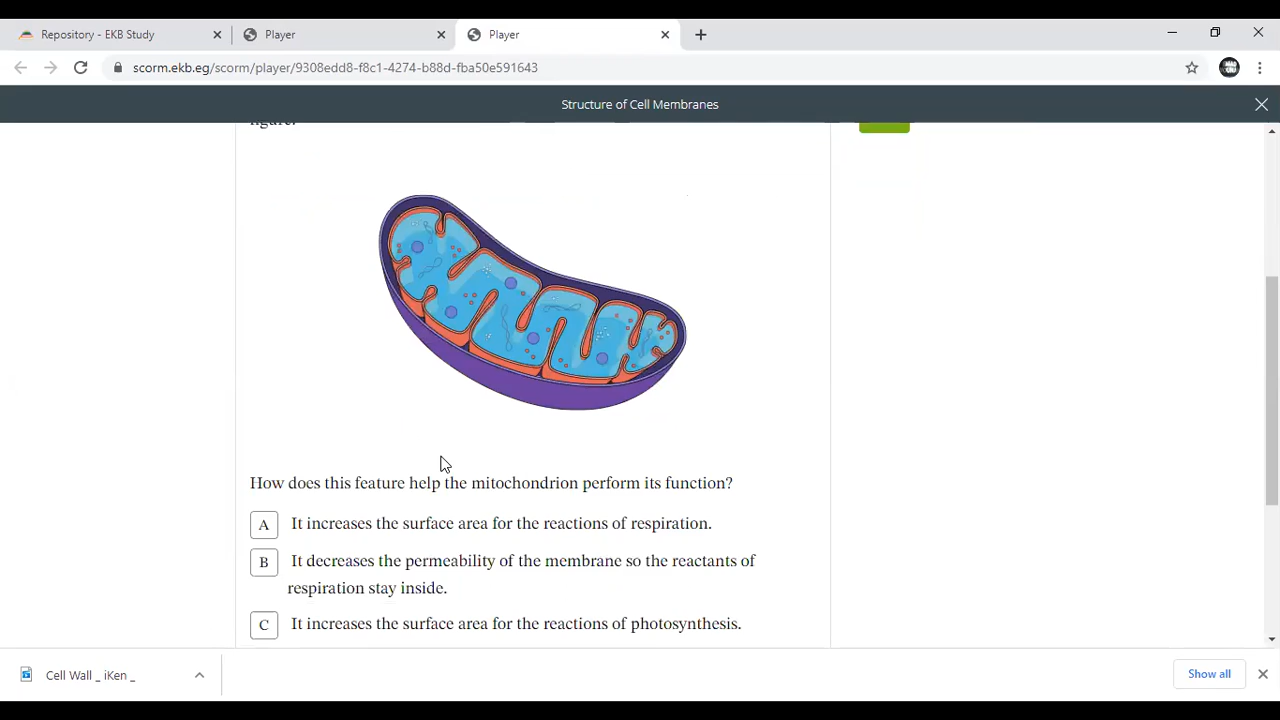 Repository - EKB Study
Player
Player
scorm.ekb.eg/scorm/player/9308edd8-f8c1-4274-b88d-fba50e591643
Structure of Cell Membranes
figure.
How does this feature help the mitochondrion perform its function?
A It increases the surface area for the reactions of respiration.
B It decreases the permeability of the membrane so the reactants of
respiration stay inside.
C It increases the surface area for the reactions of photosynthesis.
Cell Wall _ iKen _
Show all